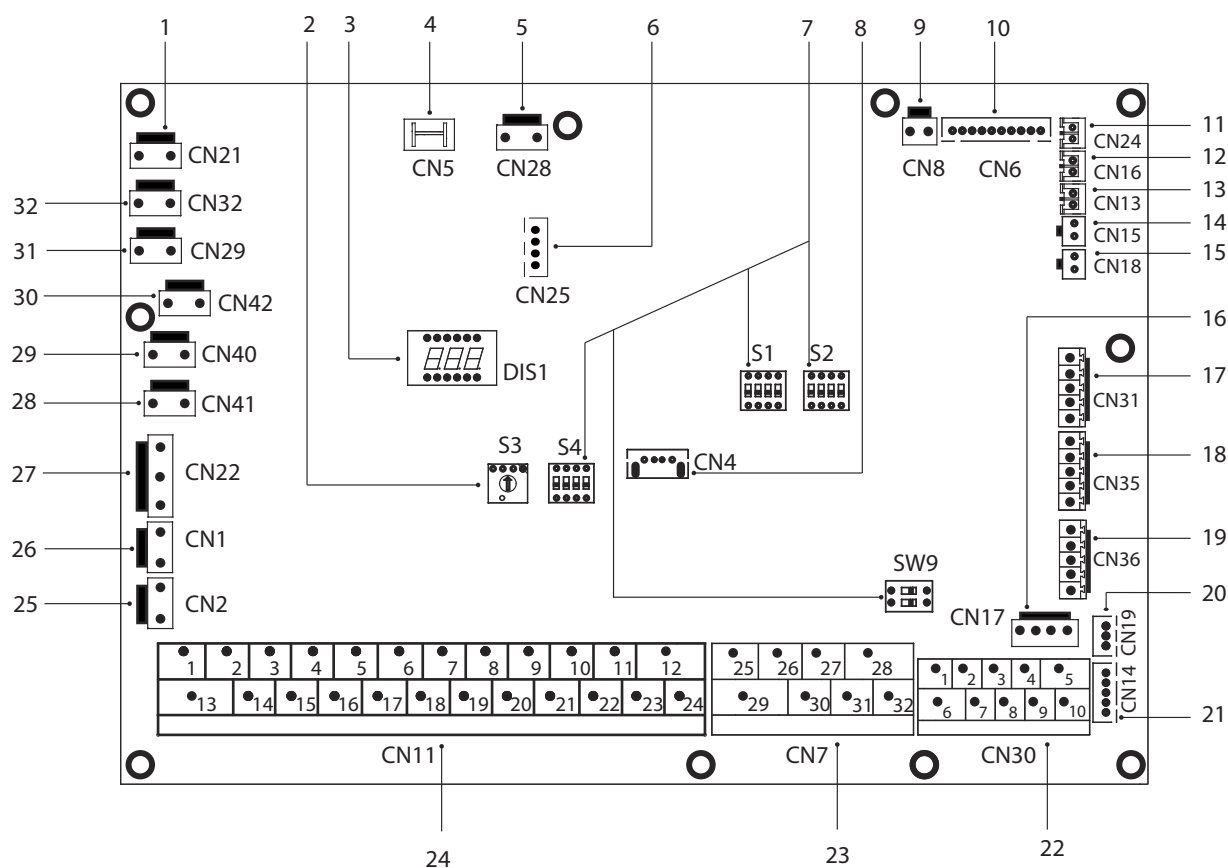 1 2 3 4 5 6 7 8 9 10
CN21 CN5 CN28 CN8 CN6 CN24 11
CN16 12
32 CN32 CN13 13
31 CN29 CN15 14
CN25 CN18 15
30 CN42
16
29 CN40 DIS1 S1 S2
17 CN31
28 CN41
S3 S4 CN4 18
27 CN22 CN35
26 CN1 19
SW9 CN36
25 CN2 20
CN17 CN19
1 2 3 4 5 6 7 8 9 10 11 12 25 26 27 28 1 2 3 4 5 CN14
13 14 15 16 17 18 19 20 21 22 23 24 29 30 31 32 6 7 8 9 10 21
CN11 CN7 CN30
24 23 22